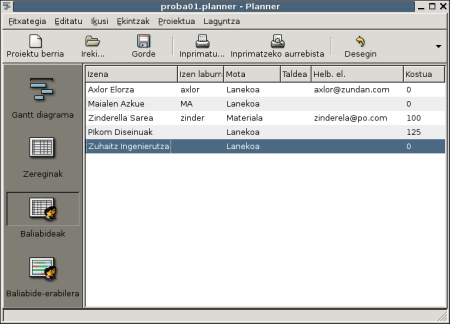 proba01.planner - Planner
Fitxategia Editatu Ikusi Ekintzak Proiektua Laguntza
Proiektu berria Ireki... Gorde Inprimatu... Inprimatzeko aurrebista Desegin
Gantt diagrama
Zereginak
Baliabideak
Baliabide-erabilera
Izena Izen laburra Mota Taldea Helb. el. Kostua
Axlor Elorza axlor Lanekoa axlor@zundan.com 0
Maialen Azkue MA Lanekoa 0
Zinderella Sarea zinder Materiala zinderela@po.com 100
Pikom Diseinuak Lanekoa 125
Zuhaitz Ingenierutza Lanekoa 0